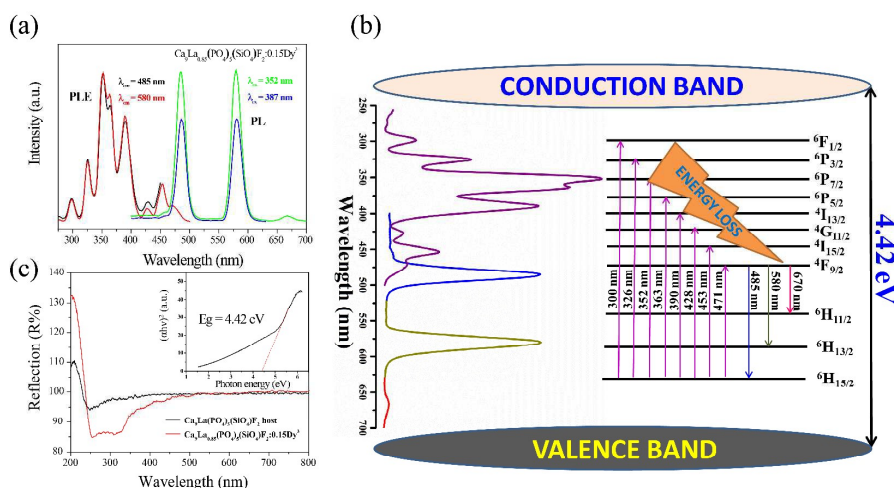 (a)
Ca₉La₀.₈₅(PO₄)₅(SiO₄)F₂:0.15Dy³
λem = 485 nm
λem = 580 nm
λex = 352 nm
λex = 387 nm
PLE
PL
Intensity (a.u.)
300 350 400 450 500 550 600 650 700
Wavelength (nm)
(c)
Reflection (R%)
130
120
110
100
90
80
200 300 400 500 600 700 800
Wavelength (nm)
(αhν)² (a.u.)
Eg = 4.42 eV
1 2 3 4 5 6
Photon energy (eV)
Ca₉La(PO₄)₅(SiO₄)F₂ host
Ca₉La₀.₈₅(PO₄)₅(SiO₄)F₂:0.15Dy³
(b)
CONDUCTION BAND
Wavelength (nm)
250
300
350
400
450
500
550
600
650
700
⁶F₁/₂
⁶P₃/₂
⁶P₇/₂
⁶P₅/₂
⁴I₁₃/₂
⁴G₁₁/₂
⁴I₁₅/₂
⁴F₉/₂
⁶H₁₁/₂
⁶H₁₃/₂
⁶H₁₅/₂
ENERGY LOSS
300 nm
326 nm
352 nm
363 nm
390 nm
428 nm
453 nm
471 nm
485 nm
580 nm
670 nm
4.42 eV
VALENCE BAND